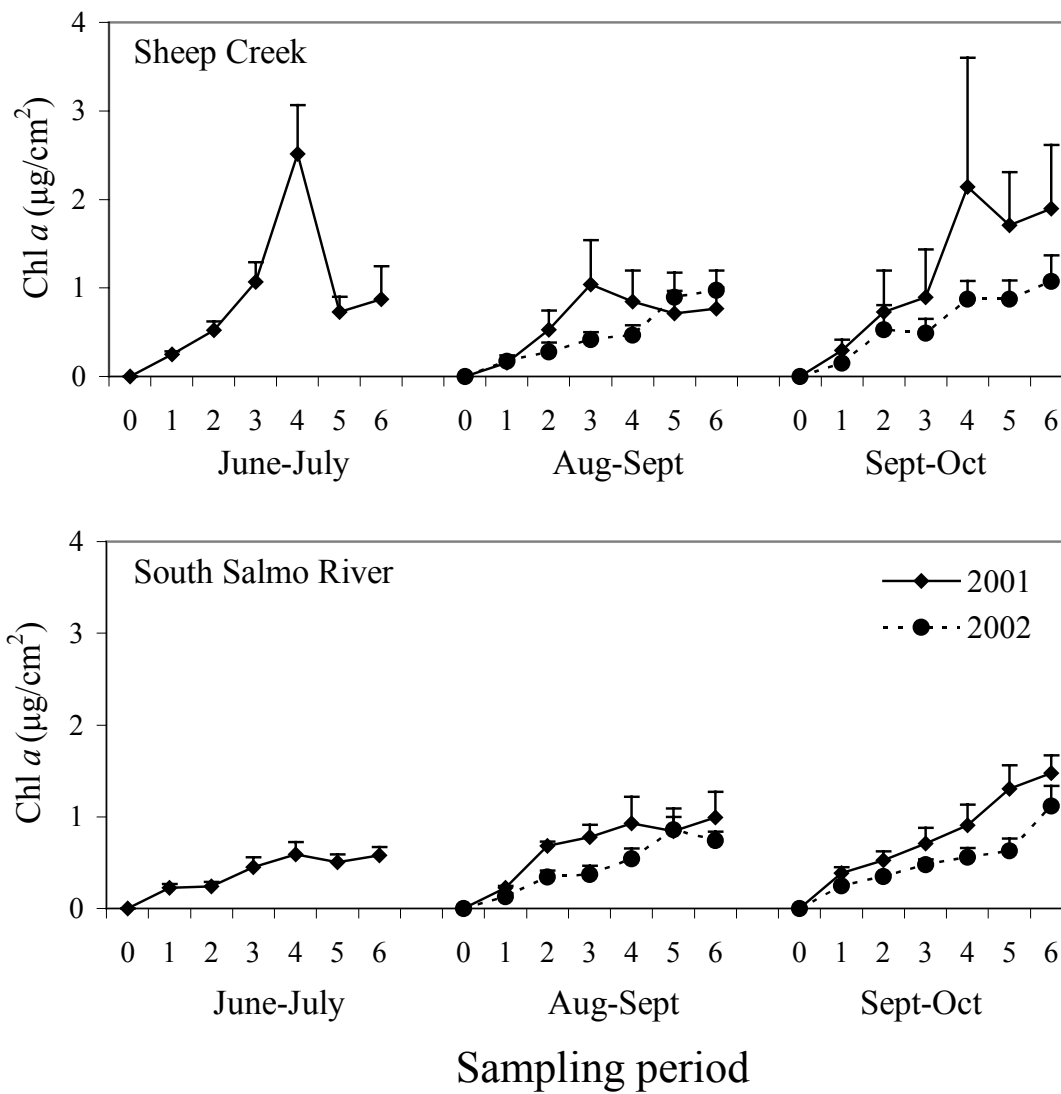 Sheep Creek
Chl a (µg/cm²)
4
3
2
1
0
0 1 2 3 4 5 6 0 1 2 3 4 5 6 0 1 2 3 4 5 6
June-July Aug-Sept Sept-Oct
South Salmo River
2001
2002
Chl a (µg/cm²)
4
3
2
1
0
0 1 2 3 4 5 6 0 1 2 3 4 5 6 0 1 2 3 4 5 6
June-July Aug-Sept Sept-Oct
Sampling period